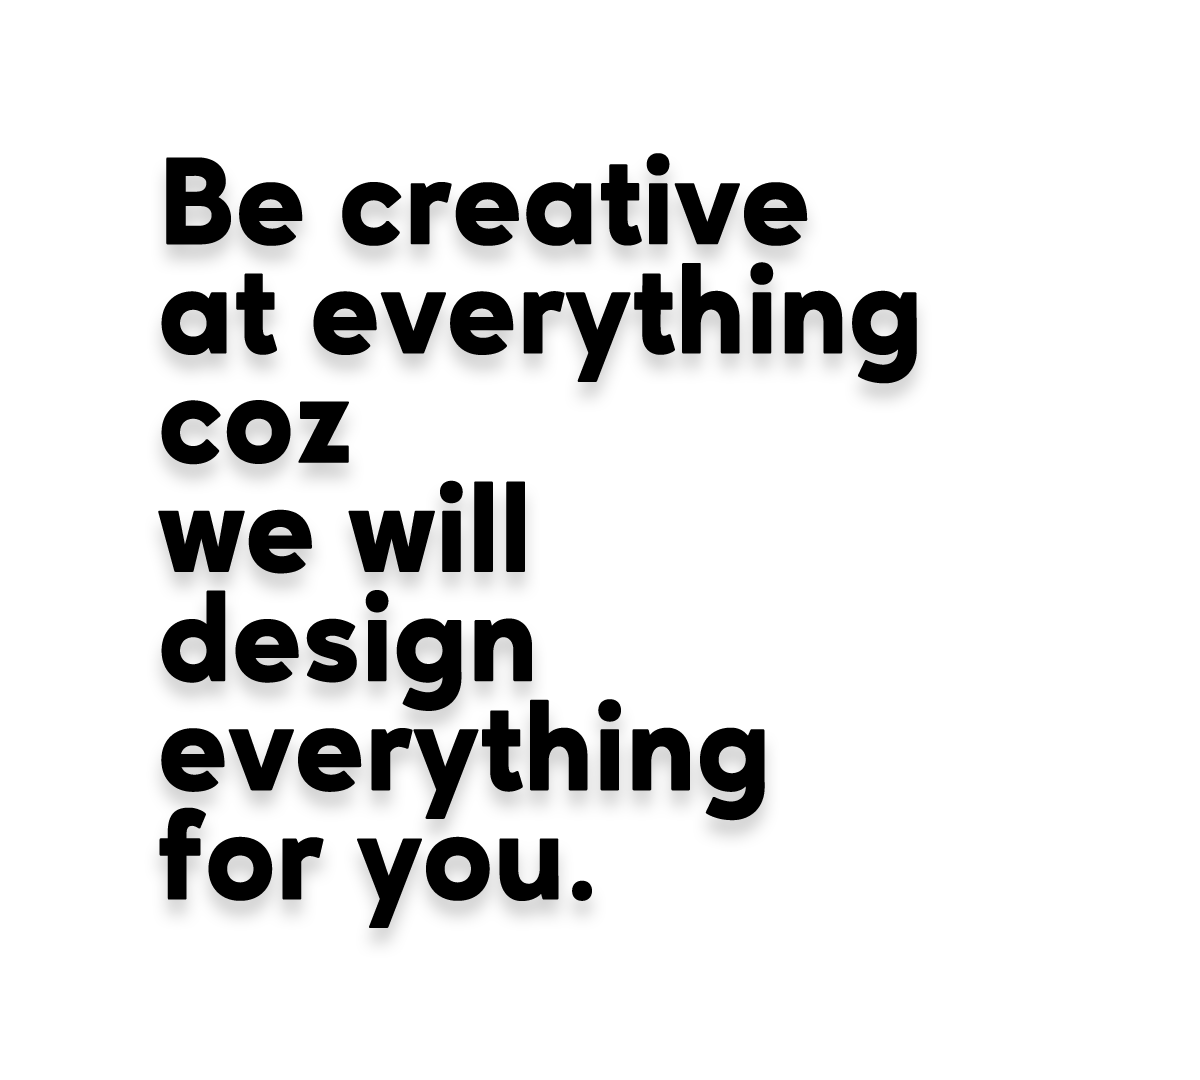 Be creative
at everything
coz
we will
design
everything
for you.